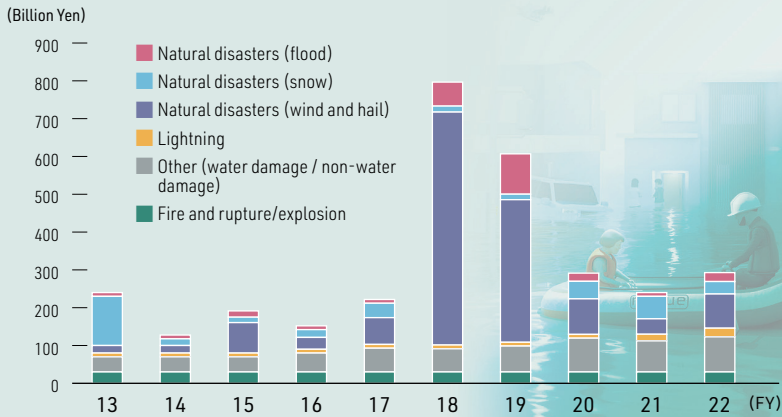 (Billion Yen)
900
800
700
600
500
400
300
200
100
0
Natural disasters (flood)
Natural disasters (snow)
Natural disasters (wind and hail)
Lightning
Other (water damage / non-water
damage)
Fire and rupture/explosion
13 14 15 16 17 18 19 20 21 22 (FY)